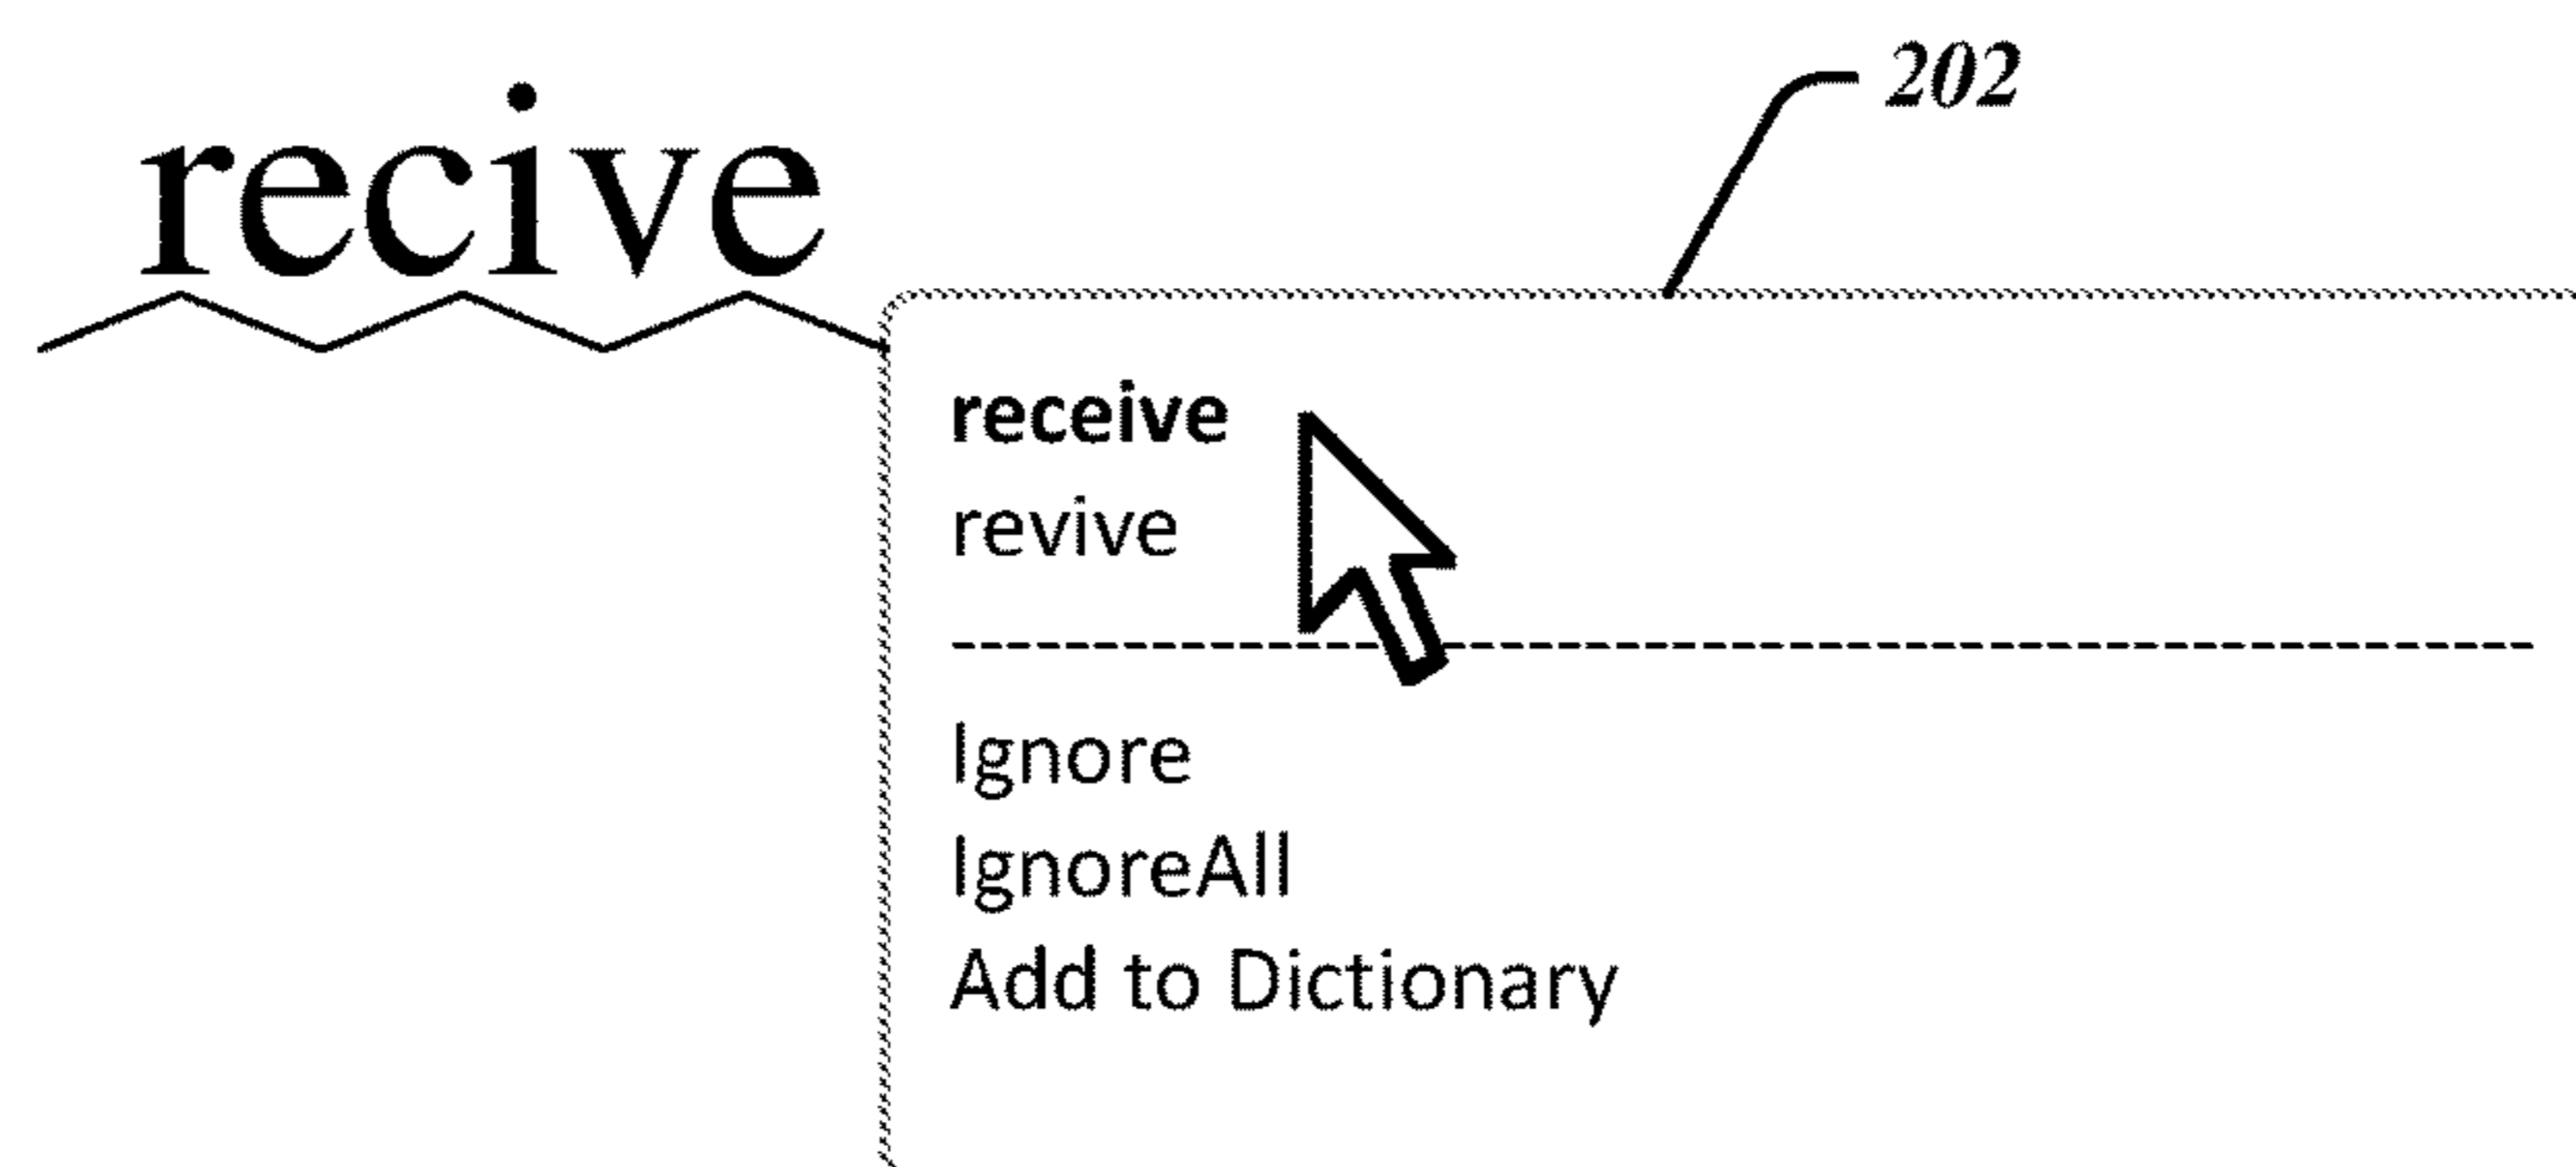 recive
202
receive
revive
Ignore
IgnoreAll
Add to Dictionary